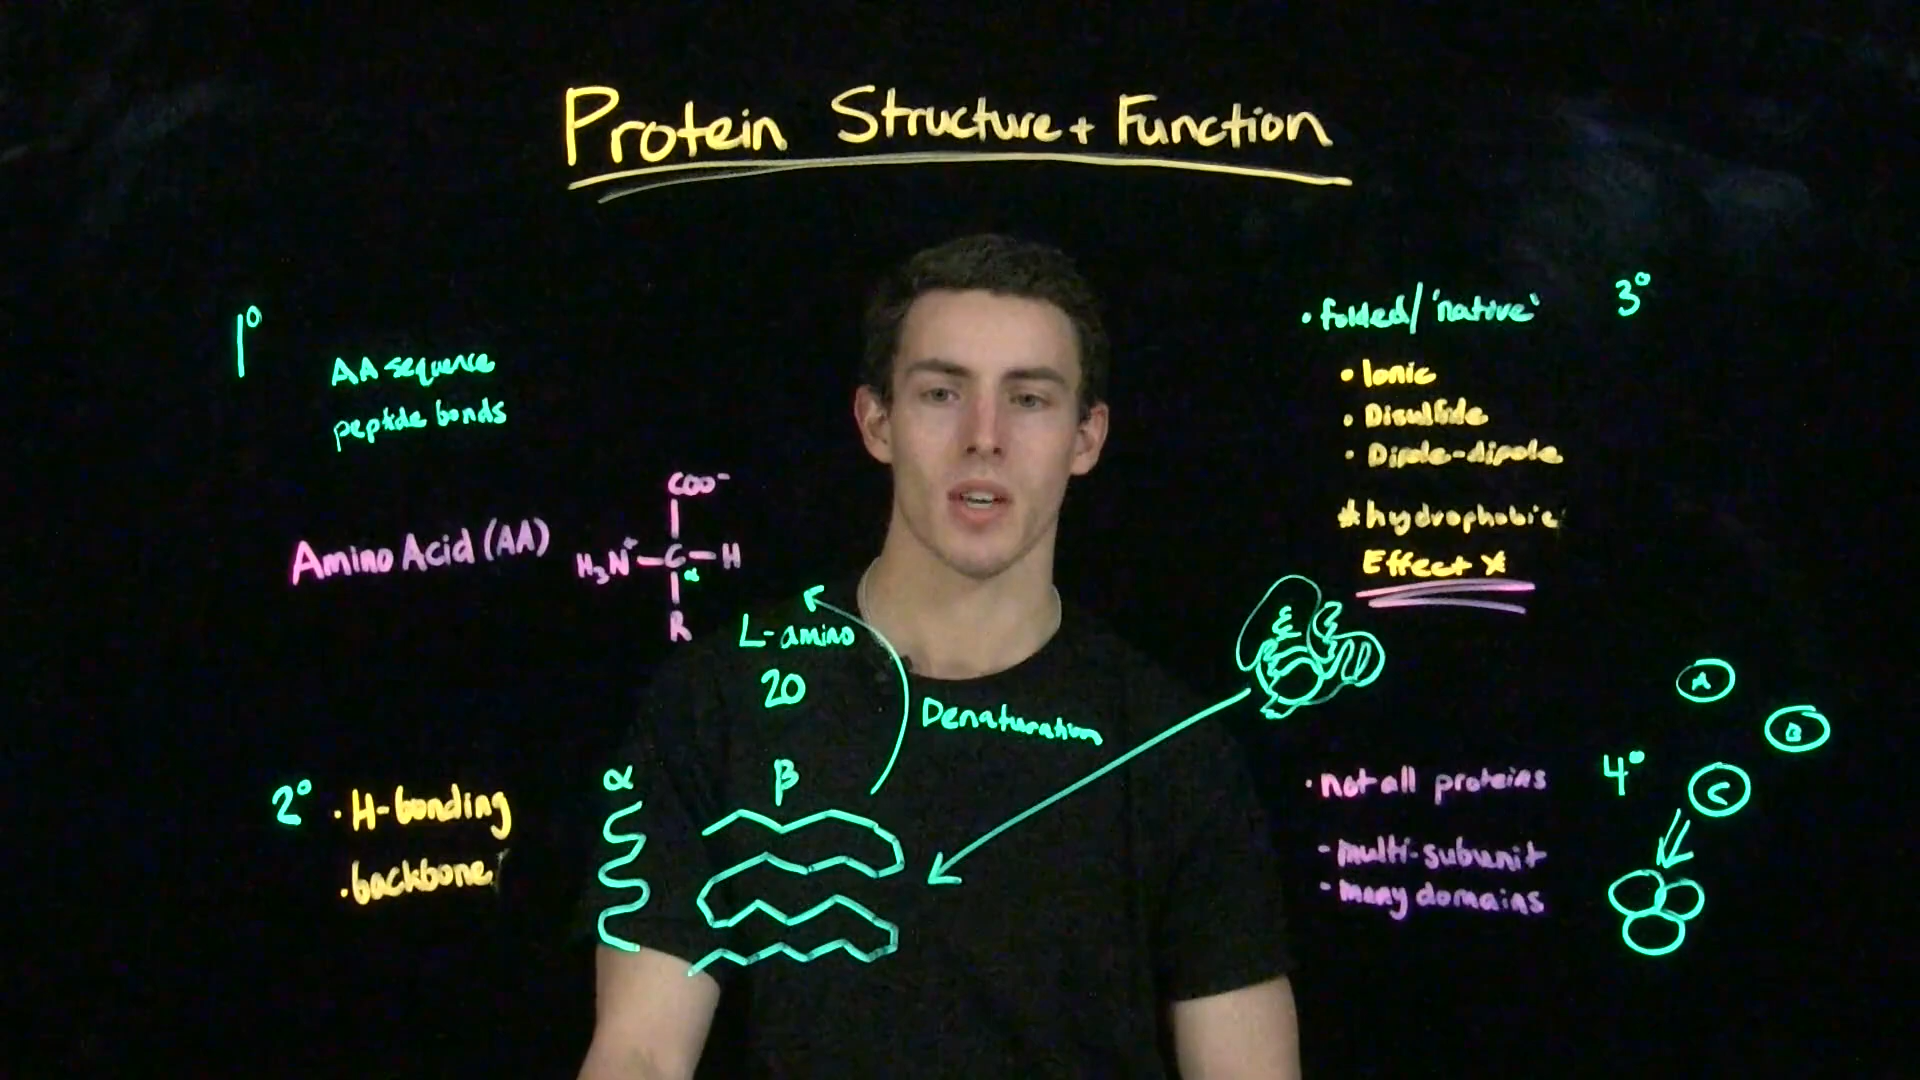 Protein Structure + Function
1°
AA sequence
peptide bonds
Amino Acid (AA)
COO⁻
H₃N⁺—C—H
α
R
L-amino
20
Denaturation
2°
• H-bonding
• backbone
α
β
• folded/'native'
3°
• Ionic
• Disulfide
• Dipole-dipole
*hydrophobic
Effect *
• not all proteins
4°
- multi-subunit
- many domains
A
B
C